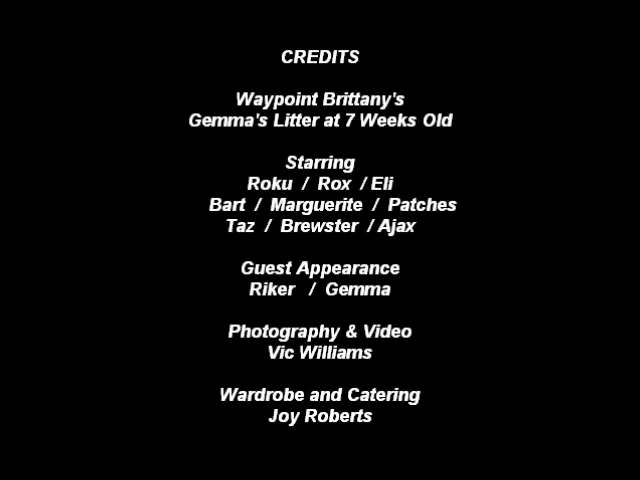 CREDITS
Waypoint Brittany's
Gemma's Litter at 7 Weeks Old
Starring
Roku / Rox / Eli
Bart / Marguerite / Patches
Taz / Brewster / Ajax
Guest Appearance
Riker / Gemma
Photography & Video
Vic Williams
Wardrobe and Catering
Joy Roberts